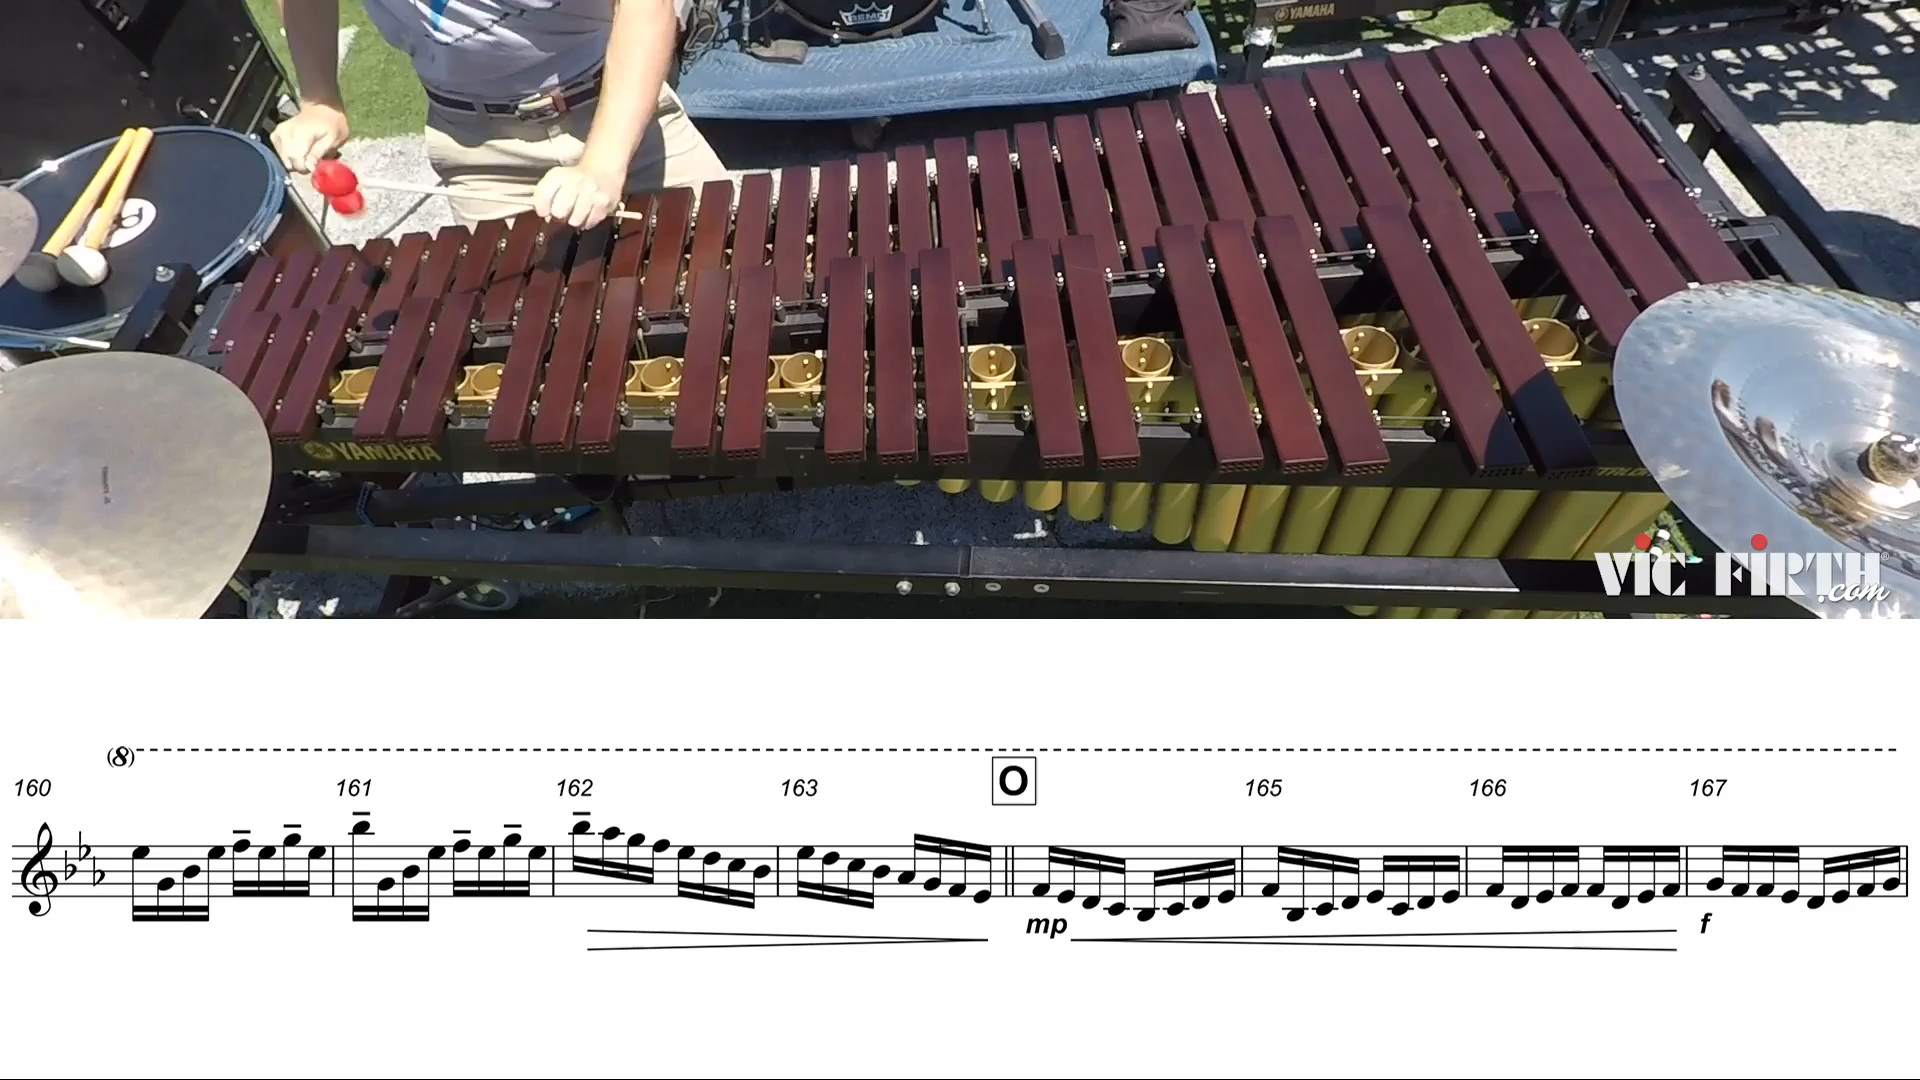 REMO
YAMAHA
YAMAHA
VIC FIRTH®
.com
(8)
160
161
162
163
O
165
166
167
mp
f